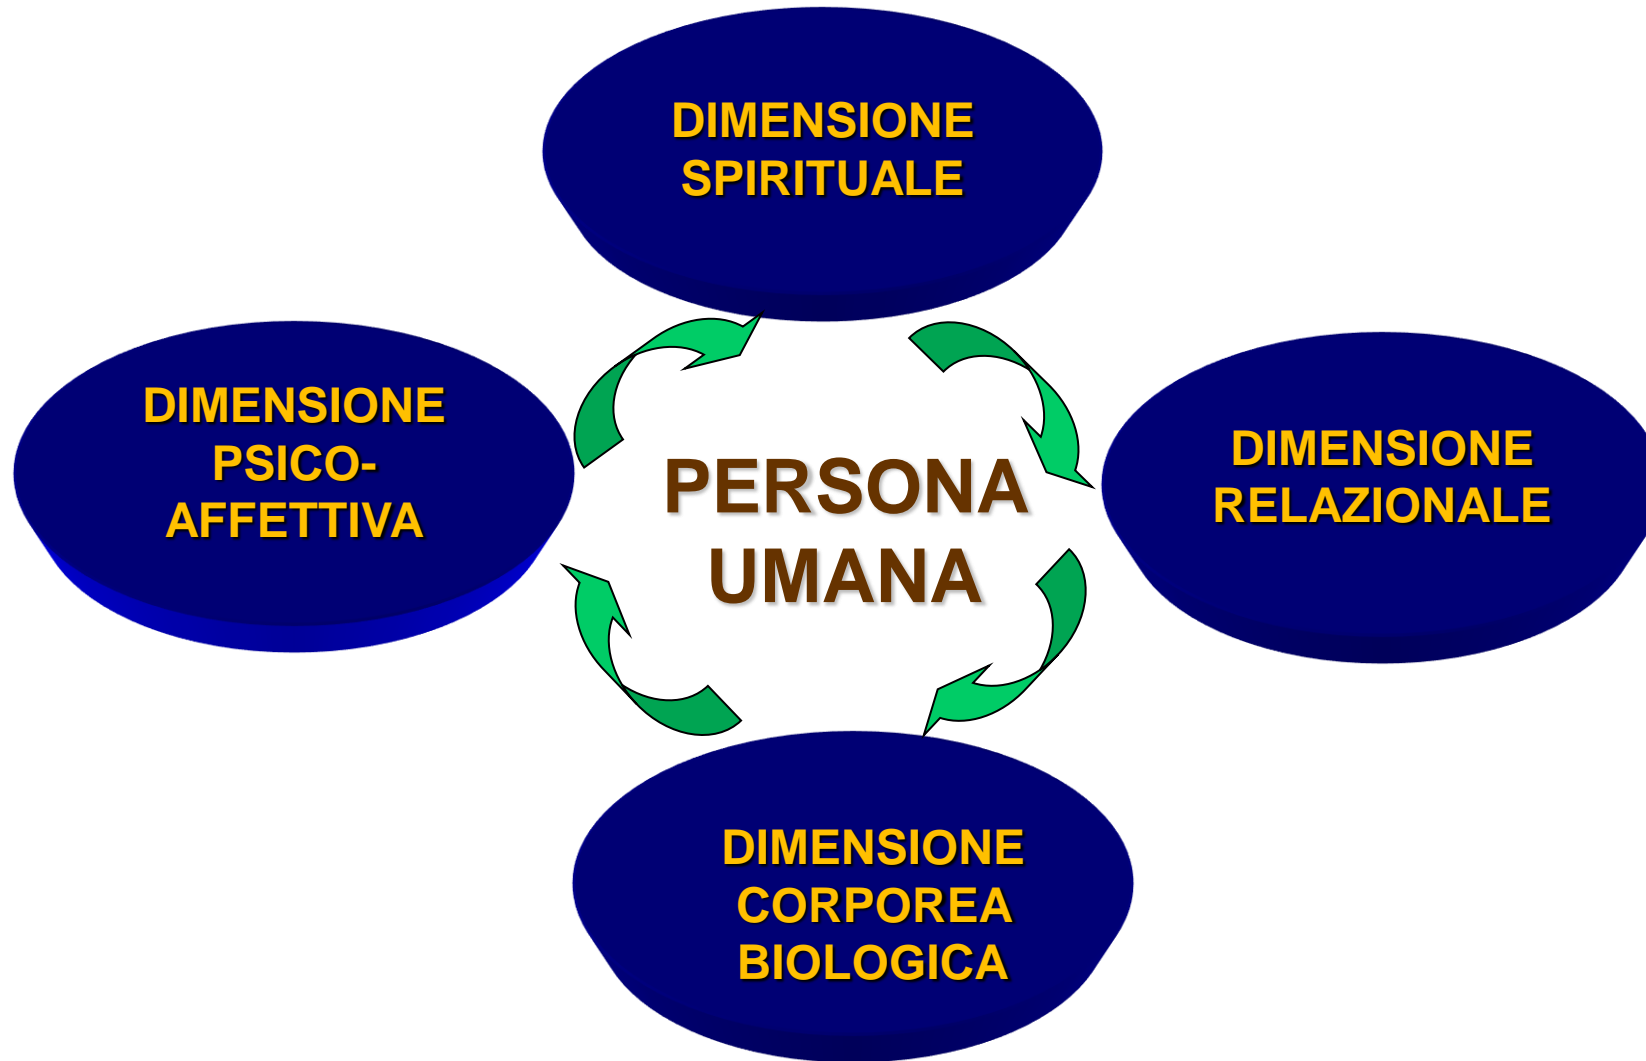 DIMENSIONE
SPIRITUALE
DIMENSIONE
PSICO-
AFFETTIVA
PERSONA
UMANA
DIMENSIONE
RELAZIONALE
DIMENSIONE
CORPOREA
BIOLOGICA